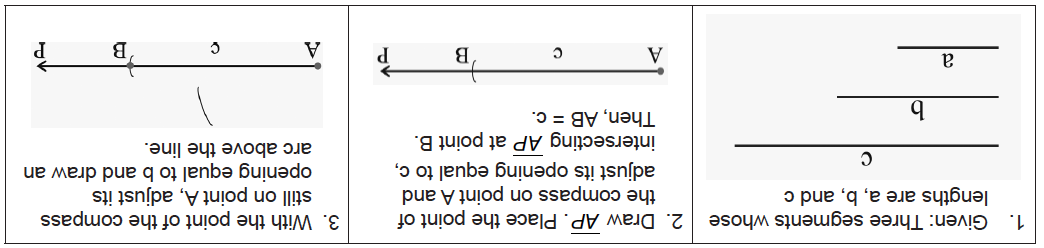 1. Given: Three segments whose
lengths are a, b, and c
c
b
a
2. Draw AP. Place the point of
the compass on point A and
adjust its opening equal to c,
intersecting AP at point B.
Then, AB = c.
A c B P
3. With the point of the compass
still on point A, adjust its
opening equal to b and draw an
arc above the line.
A c B P